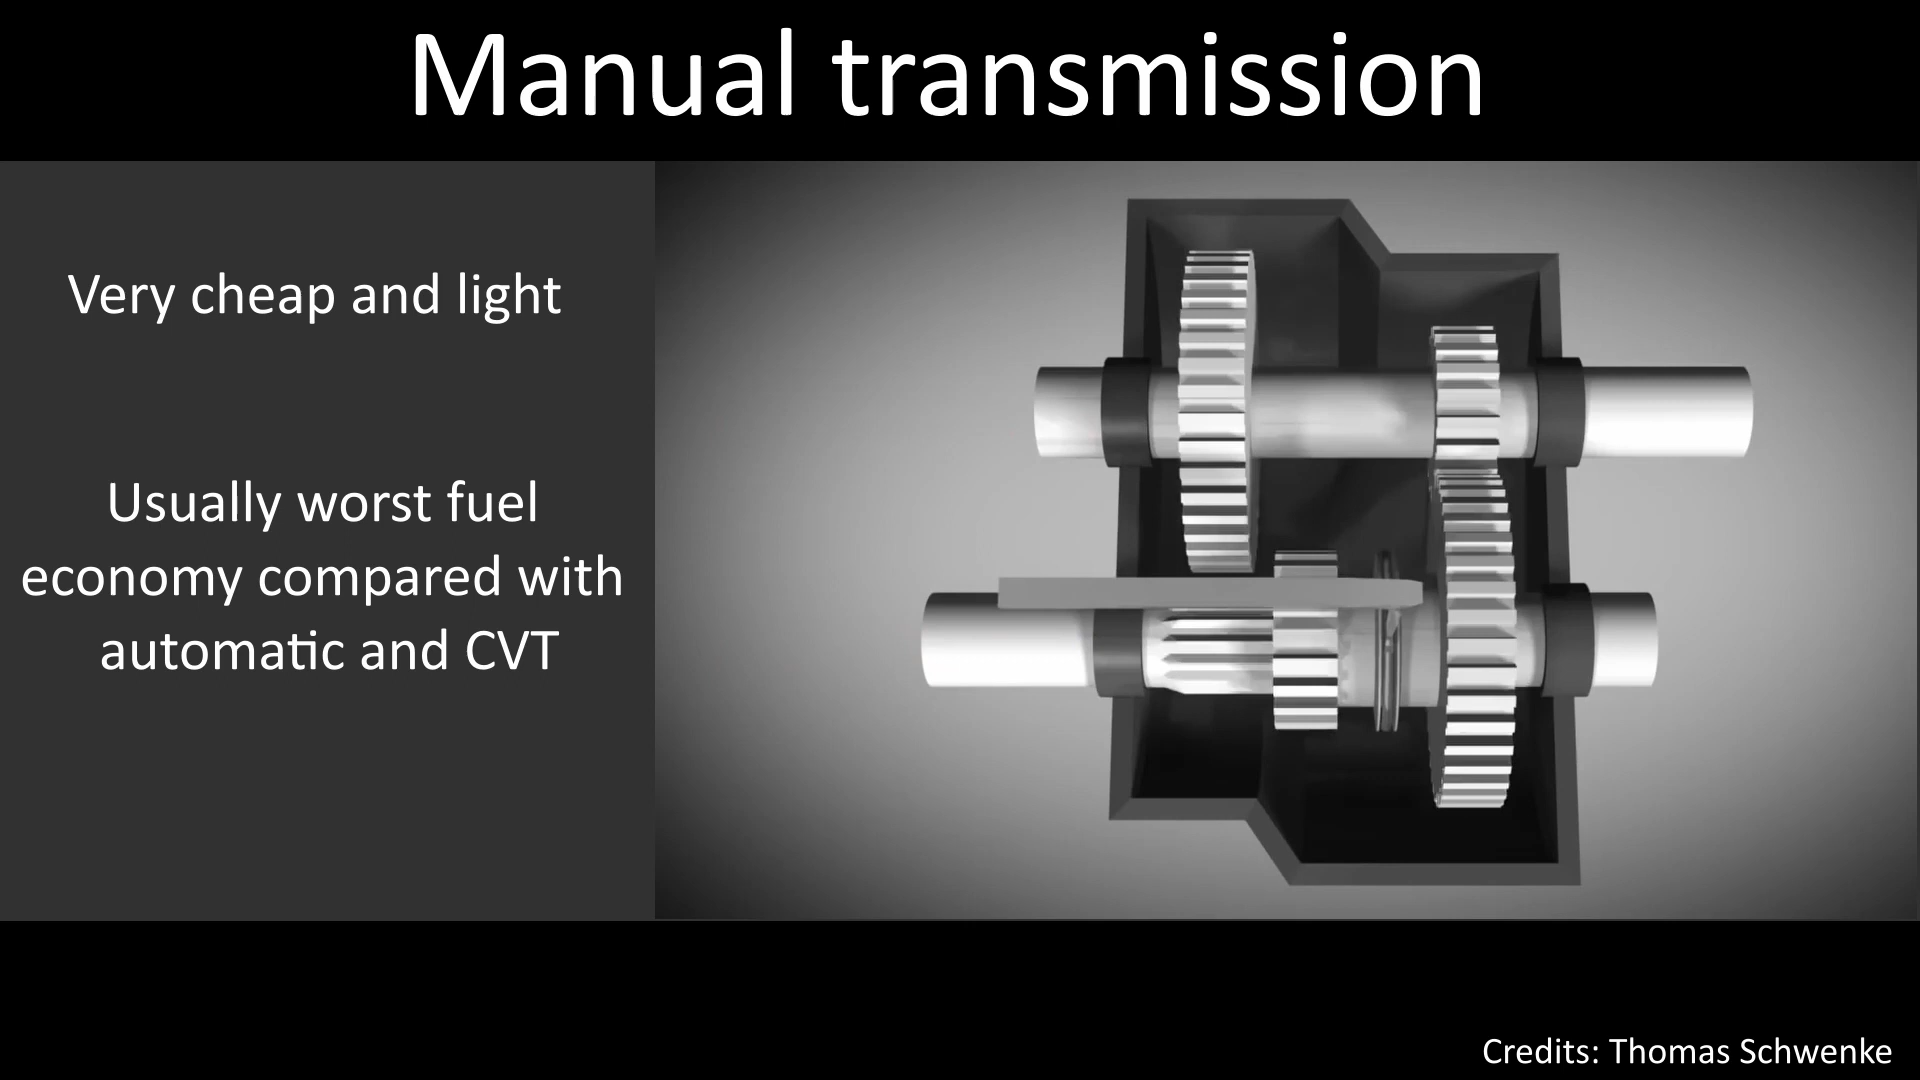 Manual transmission
Very cheap and light
Usually worst fuel
economy compared with
automatic and CVT
Credits: Thomas Schwenke